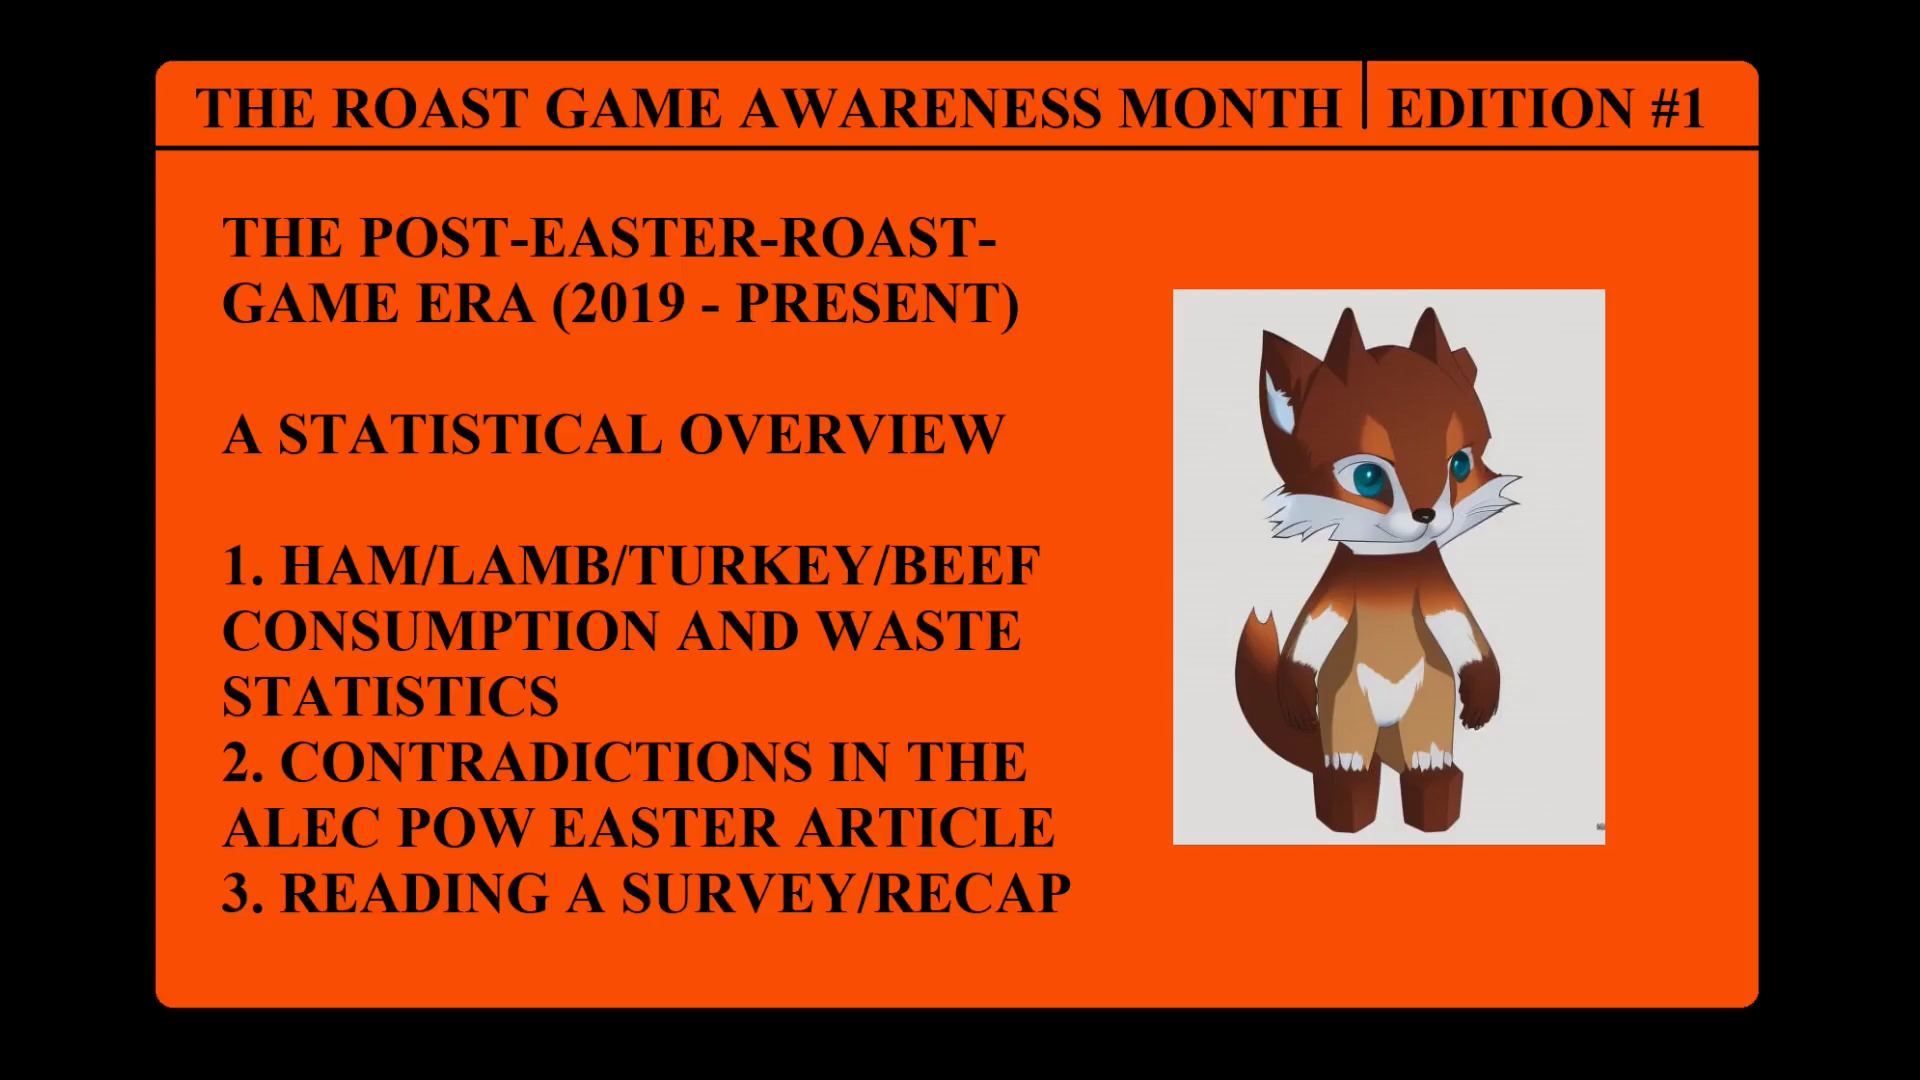 THE ROAST GAME AWARENESS MONTH EDITION #1
THE POST-EASTER-ROAST-
GAME ERA (2019 - PRESENT)
A STATISTICAL OVERVIEW
1. HAM/LAMB/TURKEY/BEEF
CONSUMPTION AND WASTE
STATISTICS
2. CONTRADICTIONS IN THE
ALEC POW EASTER ARTICLE
3. READING A SURVEY/RECAP